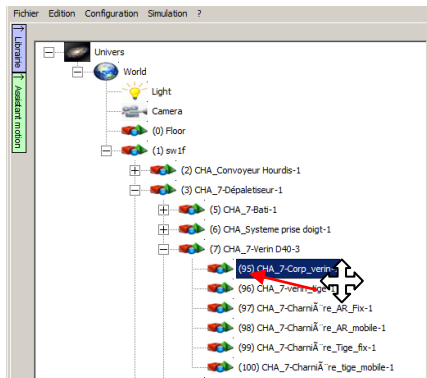 Fichier Edition Configuration Simulation ?
Librairie
Assistant motion
Univers
World
Light
Camera
(0) Floor
(1) sw1f
(2) CHA_Convoyeur Hourdis-1
(3) CHA_7-Dépaletiseur-1
(5) CHA_7-Bati-1
(6) CHA_Systeme prise doigt-1
(7) CHA_7-Verin D40-3
(95) CHA_7-Corp_verin-
(96) CHA_7-verin_tige-1
(97) CHA_7-CharniÃ¨re_AR_Fix-1
(98) CHA_7-CharniÃ¨re_AR_mobile-1
(99) CHA_7-CharniÃ¨re_Tige_fix-1
(100) CHA_7-CharniÃ¨re_tige_mobile-1